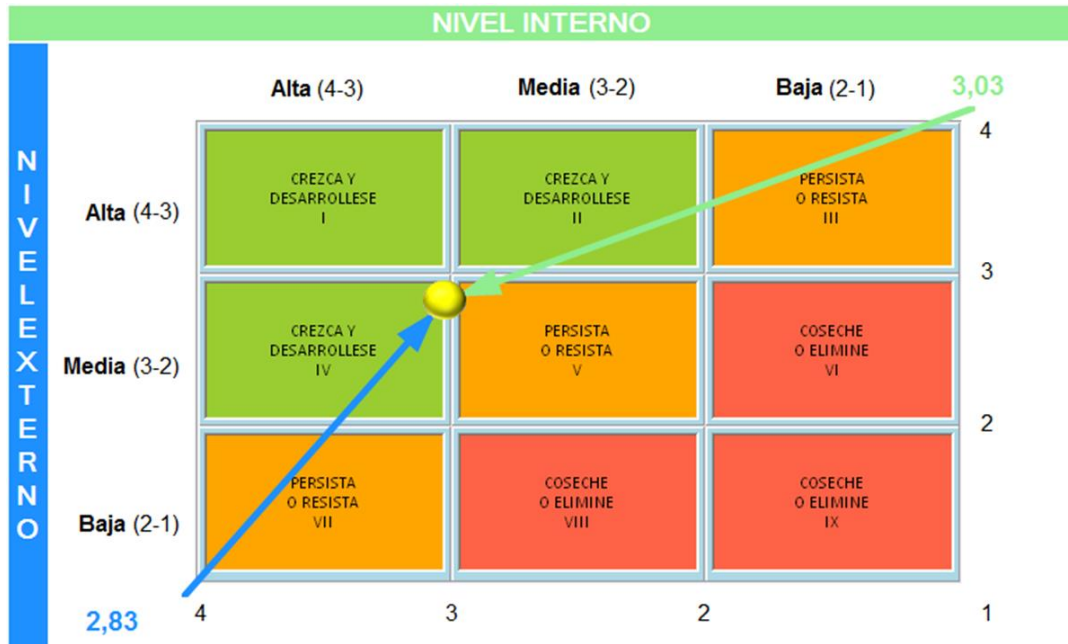 NIVEL INTERNO
NIVEL EXTERNO
Alta (4-3)
Media (3-2)
Baja (2-1)
3,03
4
Alta (4-3)
CREZCA Y
DESARROLLESE
I
CREZCA Y
DESARROLLESE
II
PERSISTA
O RESISTA
III
3
Media (3-2)
CREZCA Y
DESARROLLESE
IV
PERSISTA
O RESISTA
V
COSECHE
O ELIMINE
VI
2
Baja (2-1)
PERSISTA
O RESISTA
VII
COSECHE
O ELIMINE
VIII
COSECHE
O ELIMINE
IX
2,83
4
3
2
1